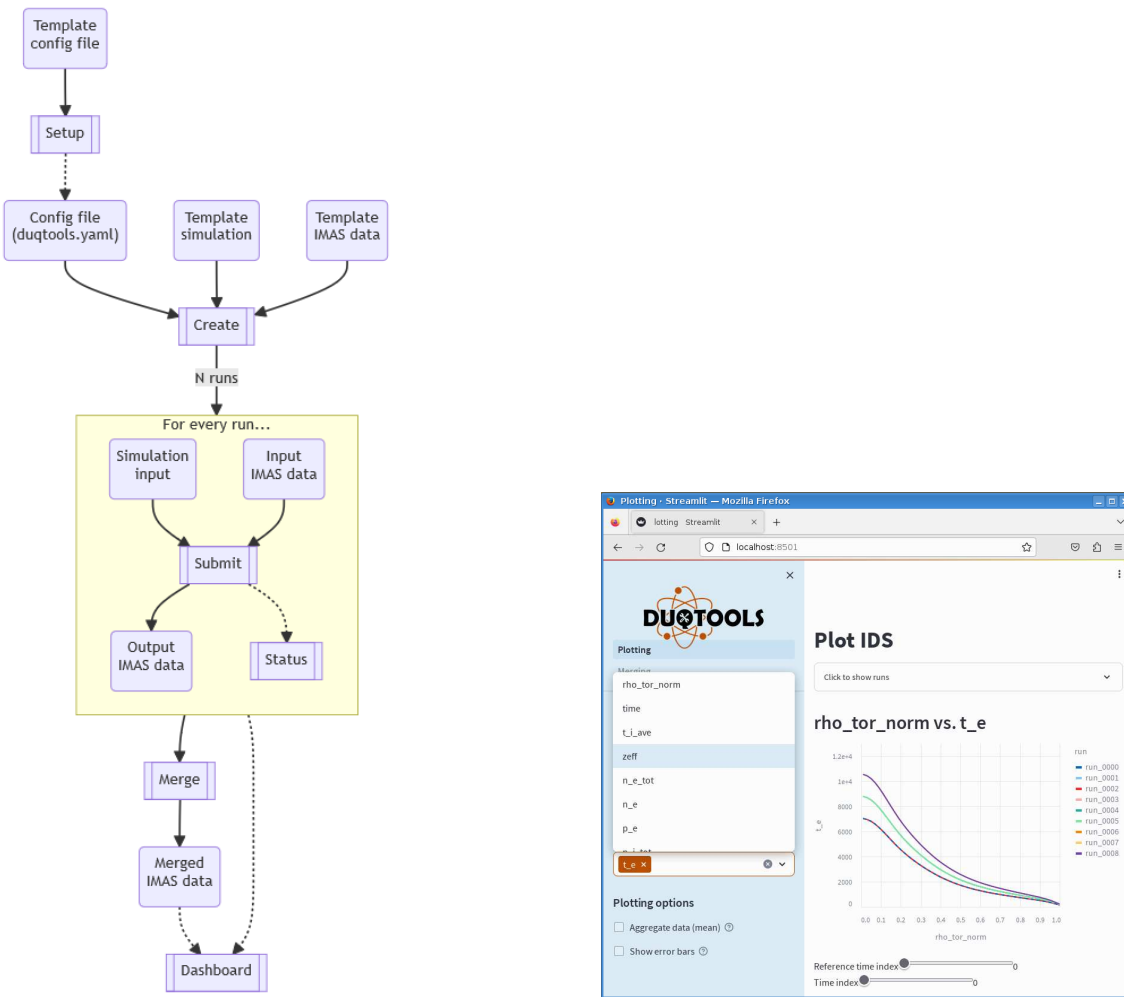 Template
config file
Setup
Config file
(duqtools.yaml)
Template
simulation
Template
IMAS data
Create
N runs
For every run...
Simulation
input
Input
IMAS data
Submit
Output
IMAS data
Status
Merge
Merged
IMAS data
Dashboard
Plotting · Streamlit — Mozilla Firefox
lotting Streamlit
localhost:8501
DUQTOOLS
Plotting
Merging
rho_tor_norm
time
t_i_ave
zeff
n_e_tot
n_e
p_e
t_e
Plotting options
Aggregate data (mean)
Show error bars
Plot IDS
Click to show runs
rho_tor_norm vs. t_e
1.2e+4
1e+4
8000
6000
4000
2000
0
t_e
0.0 0.1 0.2 0.3 0.4 0.5 0.6 0.7 0.8 0.9 1.0
rho_tor_norm
run
run_0000
run_0001
run_0002
run_0003
run_0004
run_0005
run_0006
run_0007
run_0008
Reference time index 0
Time index 0